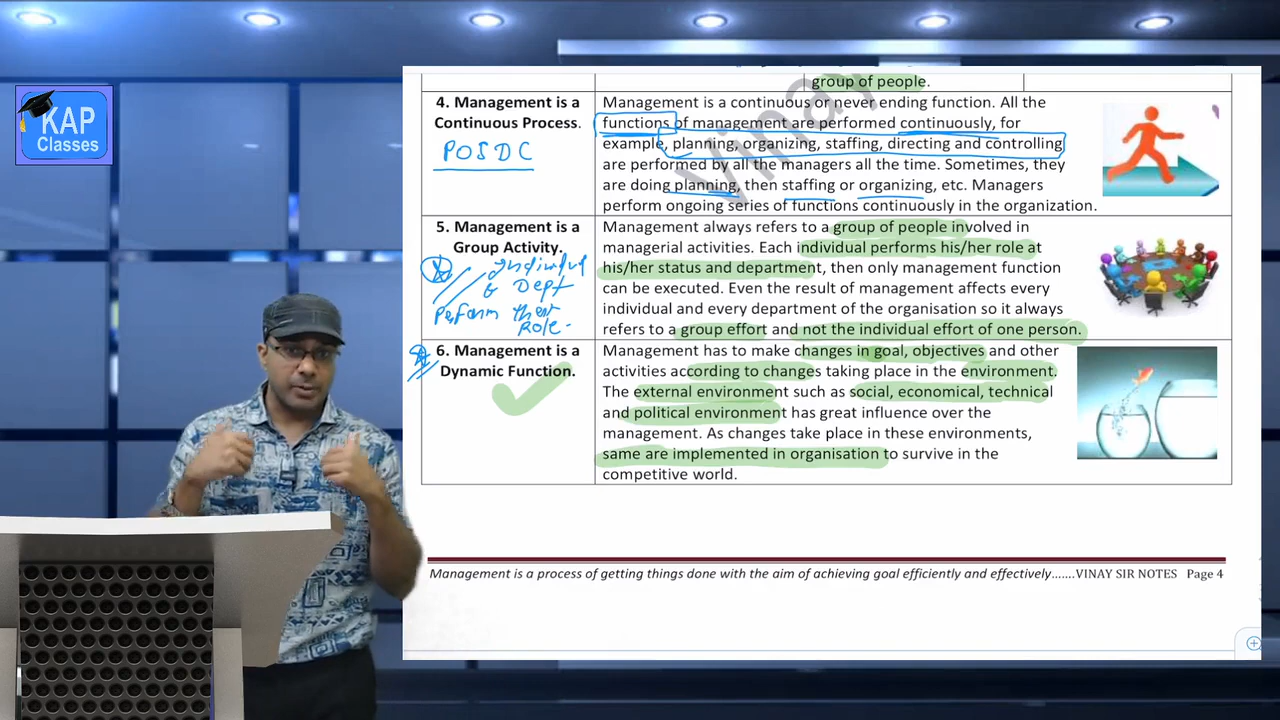 KAP
Classes
group of people.
4. Management is a
Continuous Process.
POSDC
Management is a continuous or never ending function. All the
functions of management are performed continuously, for
example, planning, organizing, staffing, directing and controlling
are performed by all the managers all the time. Sometimes, they
are doing planning, then staffing or organizing, etc. Managers
perform ongoing series of functions continuously in the organization.
5. Management is a
Group Activity.
Individual
& Dept
Perform their
Role.
Management always refers to a group of people involved in
managerial activities. Each individual performs his/her role at
his/her status and department, then only management function
can be executed. Even the result of management affects every
individual and every department of the organisation so it always
refers to a group effort and not the individual effort of one person.
6. Management is a
Dynamic Function.
Management has to make changes in goal, objectives and other
activities according to changes taking place in the environment.
The external environment such as social, economical, technical
and political environment has great influence over the
management. As changes take place in these environments,
same are implemented in organisation to survive in the
competitive world.
Management is a process of getting things done with the aim of achieving goal efficiently and effectively.......VINAY SIR NOTES Page 4
Vinay